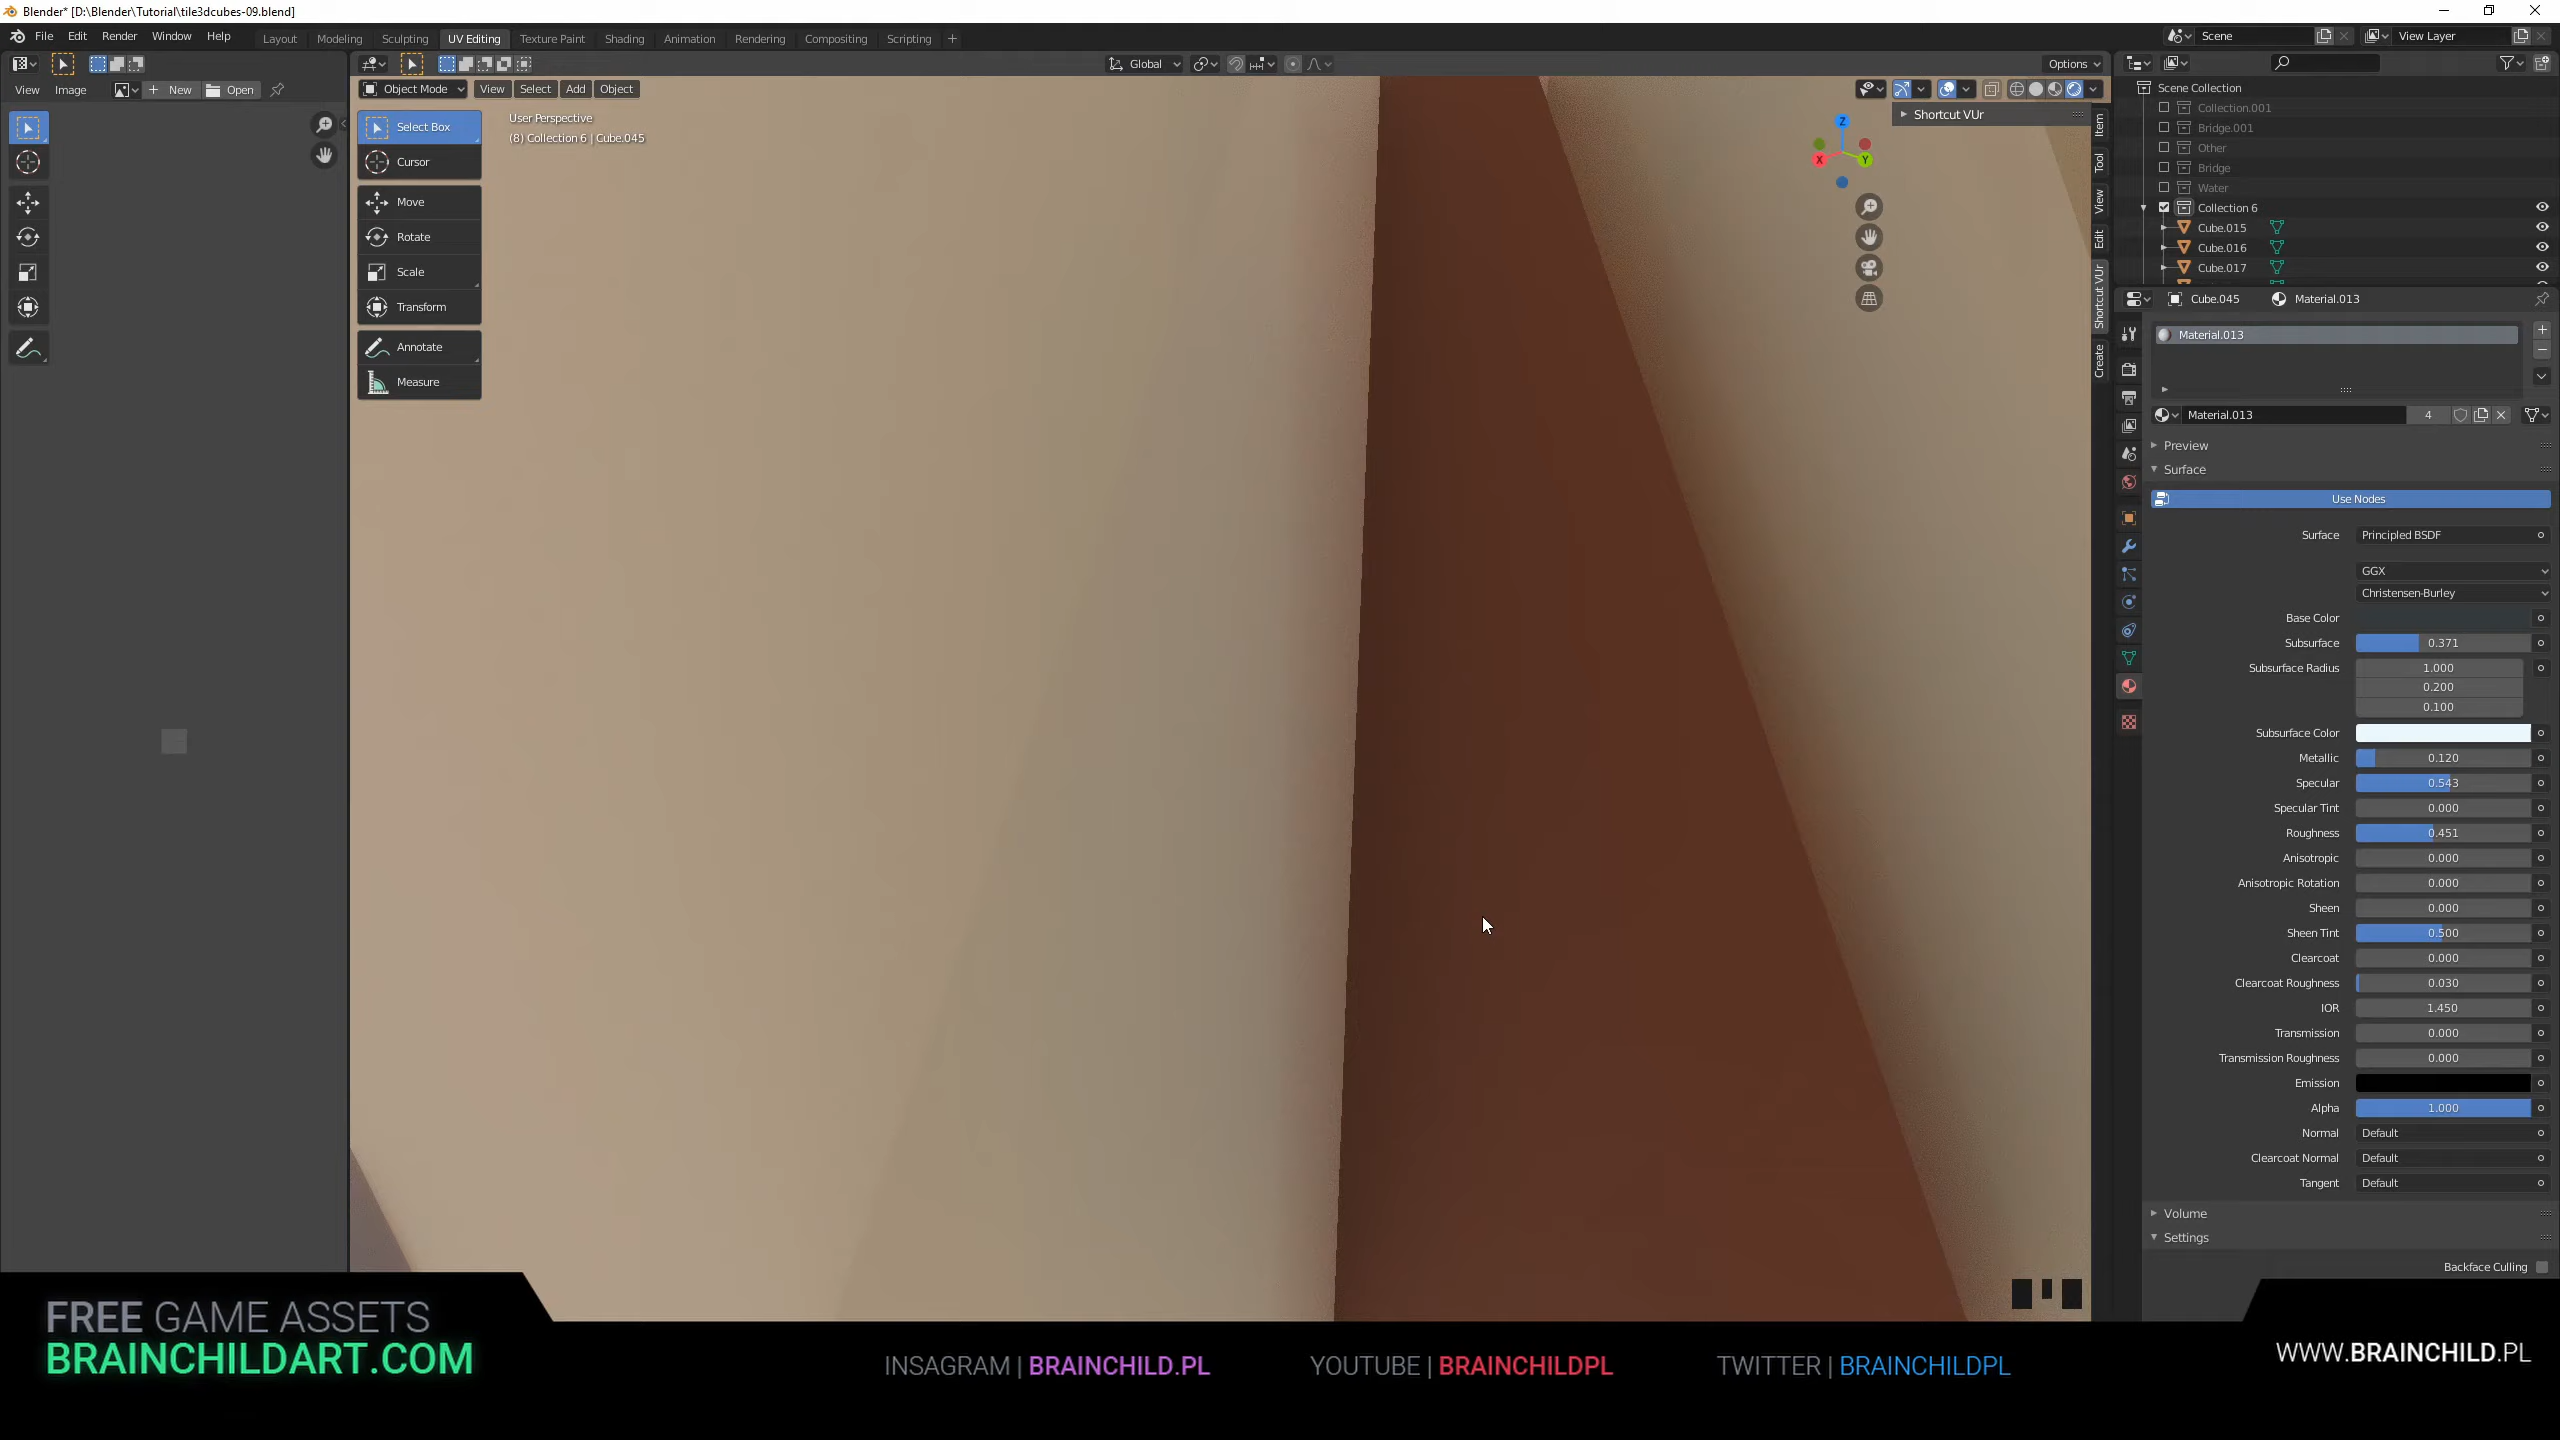 Blender* [D:\Blender\Tutorial\tile3dcubes-09.blend]
File Edit Render Window Help
Layout Modeling Sculpting UV Editing Texture Paint Shading Animation Rendering Compositing Scripting
Scene
View Layer
Global
Options
View Image New Open
Object Mode View Select Add Object
Select Box
Cursor
Move
Rotate
Scale
Transform
Annotate
Measure
User Perspective
(8) Collection 6 | Cube.045
Shortcut VUr
Z
X
Y
Item
Tool
View
Edit
Shortcut VUr
Create
Scene Collection
Collection.001
Bridge.001
Other
Bridge
Water
Collection 6
Cube.015
Cube.016
Cube.017
Cube.045 Material.013
Material.013
Material.013 4
Preview
Surface
Use Nodes
Surface Principled BSDF
GGX
Christensen-Burley
Base Color
Subsurface 0.371
Subsurface Radius 1.000
0.200
0.100
Subsurface Color
Metallic 0.120
Specular 0.543
Specular Tint 0.000
Roughness 0.451
Anisotropic 0.000
Anisotropic Rotation 0.000
Sheen 0.000
Sheen Tint 0.500
Clearcoat 0.000
Clearcoat Roughness 0.030
IOR 1.450
Transmission 0.000
Transmission Roughness 0.000
Emission
Alpha 1.000
Normal Default
Clearcoat Normal Default
Tangent Default
Volume
Settings
Backface Culling
FREE GAME ASSETS
BRAINCHILDART.COM
INSAGRAM | BRAINCHILD.PL
YOUTUBE | BRAINCHILDPL
TWITTER | BRAINCHILDPL
WWW.BRAINCHILD.PL